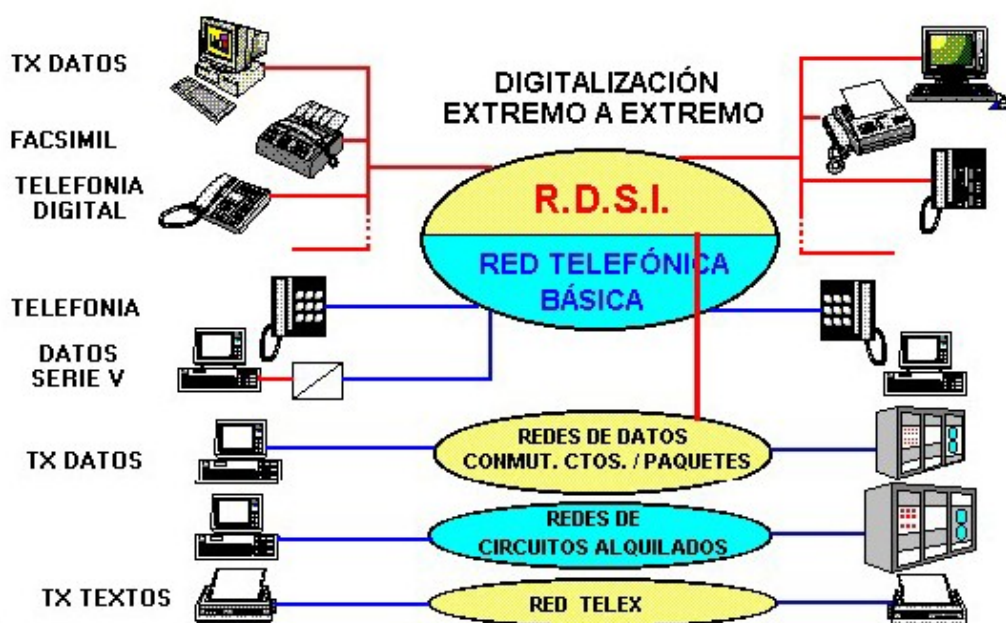 TX DATOS
DIGITALIZACIÓN
EXTREMO A EXTREMO
FACSIMIL
TELEFONIA
DIGITAL
R.D.S.I.
RED TELEFÓNICA
BÁSICA
TELEFONIA
DATOS
SERIE V
TX DATOS
REDES DE DATOS
CONMUT. CTOS. / PAQUETES
REDES DE
CIRCUITOS ALQUILADOS
TX TEXTOS
RED TELEX